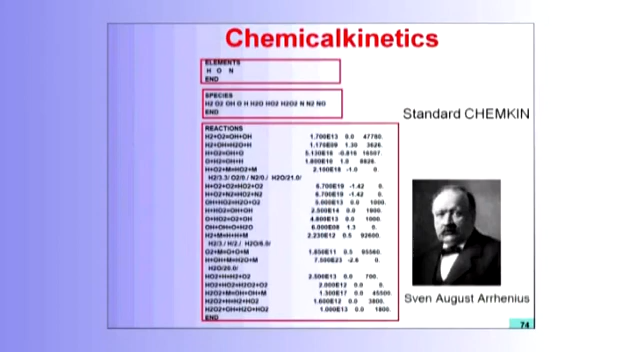 Chemicalkinetics
ELEMENTS
H O N
END
SPECIES
H2 O2 OH O H H2O HO2 H2O2 N N2 NO
END
Standard CHEMKIN
REACTIONS
H2+O2=OH+OH 1.700E13 0.0 47780.
H2+OH=H2O+H 1.170E09 1.30 3626.
H+O2=OH+O 5.130E16 -0.816 16507.
O+H2=OH+H 1.800E10 1.0 8826.
H+O2+M=HO2+M 2.100E18 -1.0 0.
H2/3.3/ O2/0./ N2/0./ H2O/21.0/
H+O2+O2=HO2+O2 6.700E19 -1.42 0.
H+O2+N2=HO2+N2 6.700E19 -1.42 0.
OH+HO2=H2O+O2 5.000E13 0.0 1000.
H+HO2=OH+OH 2.500E14 0.0 1900.
O+HO2=O2+OH 4.800E13 0.0 1000.
OH+OH=O+H2O 6.000E08 1.3 0.
H2+M=H+H+M 2.230E12 0.5 92600.
H2/3./ H/2./ H2O/6.0/
O2+M=O+O+M 1.850E11 0.5 95560.
H+OH+M=H2O+M 7.500E23 -2.6 0.
H2O/20.0/
HO2+H=H2+O2 2.500E13 0.0 700.
HO2+HO2=H2O2+O2 2.000E12 0.0 0.
H2O2+M=OH+OH+M 1.300E17 0.0 45500.
H2O2+H=H2+HO2 1.600E12 0.0 3800.
H2O2+OH=H2O+HO2 1.000E13 0.0 1800.
END
Sven August Arrhenius
74